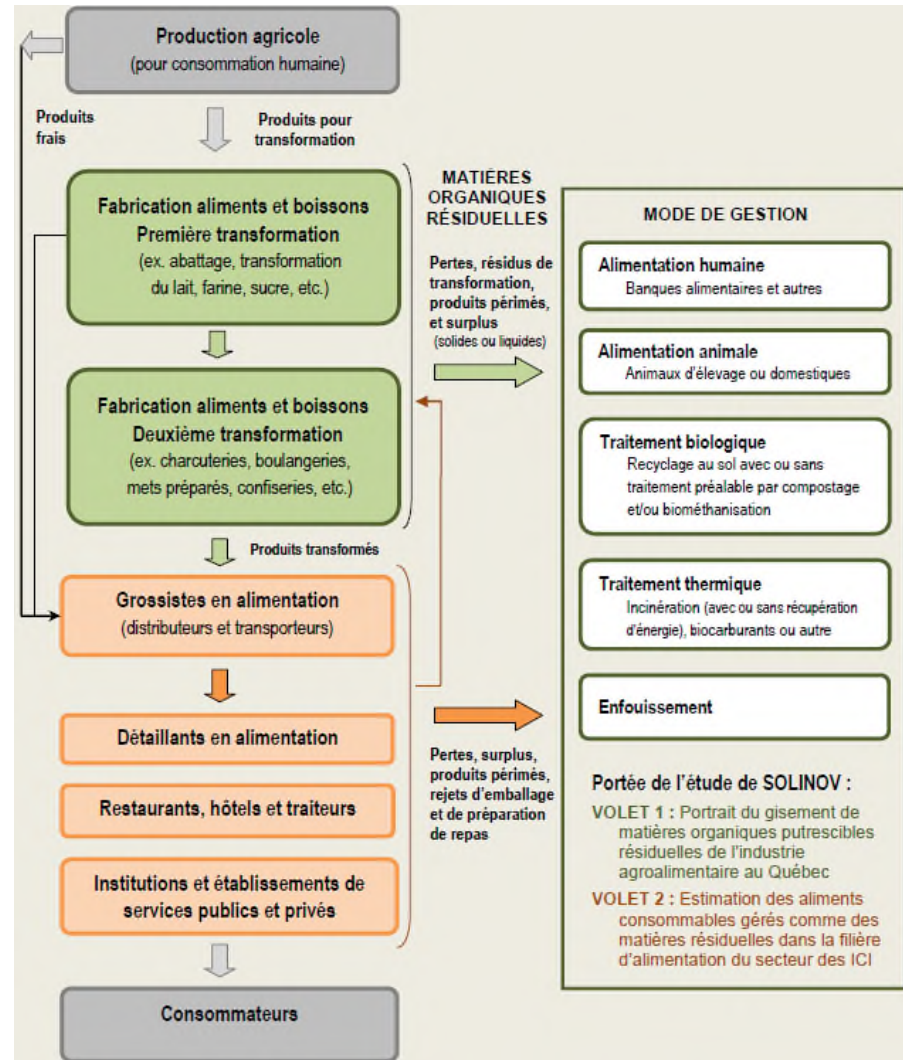 Production agricole
(pour consommation humaine)
Produits
frais
Produits pour
transformation
Fabrication aliments et boissons
Première transformation
(ex. abattage, transformation
du lait, farine, sucre, etc.)
Fabrication aliments et boissons
Deuxième transformation
(ex. charcuteries, boulangeries,
mets préparés, confiseries, etc.)
Produits transformés
Grossistes en alimentation
(distributeurs et transporteurs)
Détaillants en alimentation
Restaurants, hôtels et traiteurs
Institutions et établissements de
services publics et privés
Consommateurs
MATIÈRES
ORGANIQUES
RÉSIDUELLES
Pertes, résidus de
transformation,
produits périmés,
et surplus
(solides ou liquides)
Pertes, surplus,
produits périmés,
rejets d'emballage
et de préparation
de repas
MODE DE GESTION
Alimentation humaine
Banques alimentaires et autres
Alimentation animale
Animaux d'élevage ou domestiques
Traitement biologique
Recyclage au sol avec ou sans
traitement préalable par compostage
et/ou biométhanisation
Traitement thermique
Incinération (avec ou sans récupération
d'énergie), biocarburants ou autre
Enfouissement
Portée de l'étude de SOLINOV :
VOLET 1 : Portrait du gisement de
matières organiques putrescibles
résiduelles de l'industrie
agroalimentaire au Québec
VOLET 2 : Estimation des aliments
consommables gérés comme des
matières résiduelles dans la filière
d'alimentation du secteur des ICI